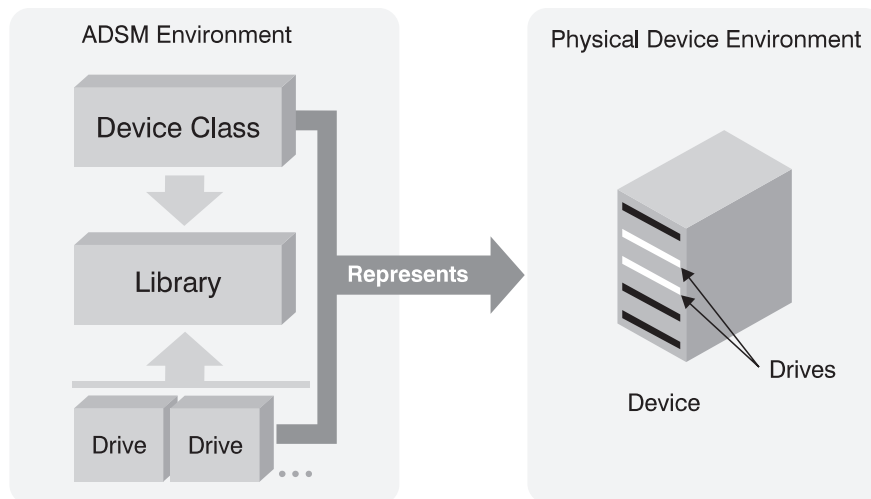 ADSM Environment
Device Class
Library
Drive
Drive
...
Represents
Physical Device Environment
Drives
Device